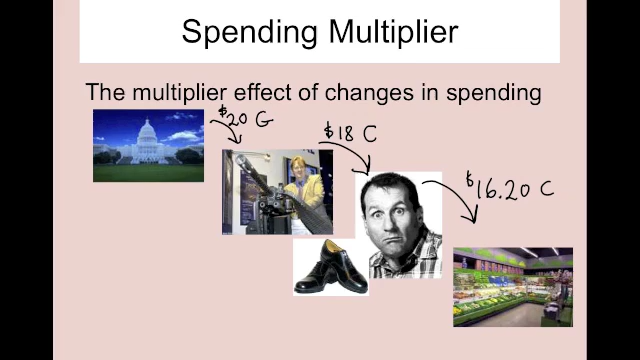 Spending Multiplier
The multiplier effect of changes in spending
$20 G
$18 C
$16.20 C